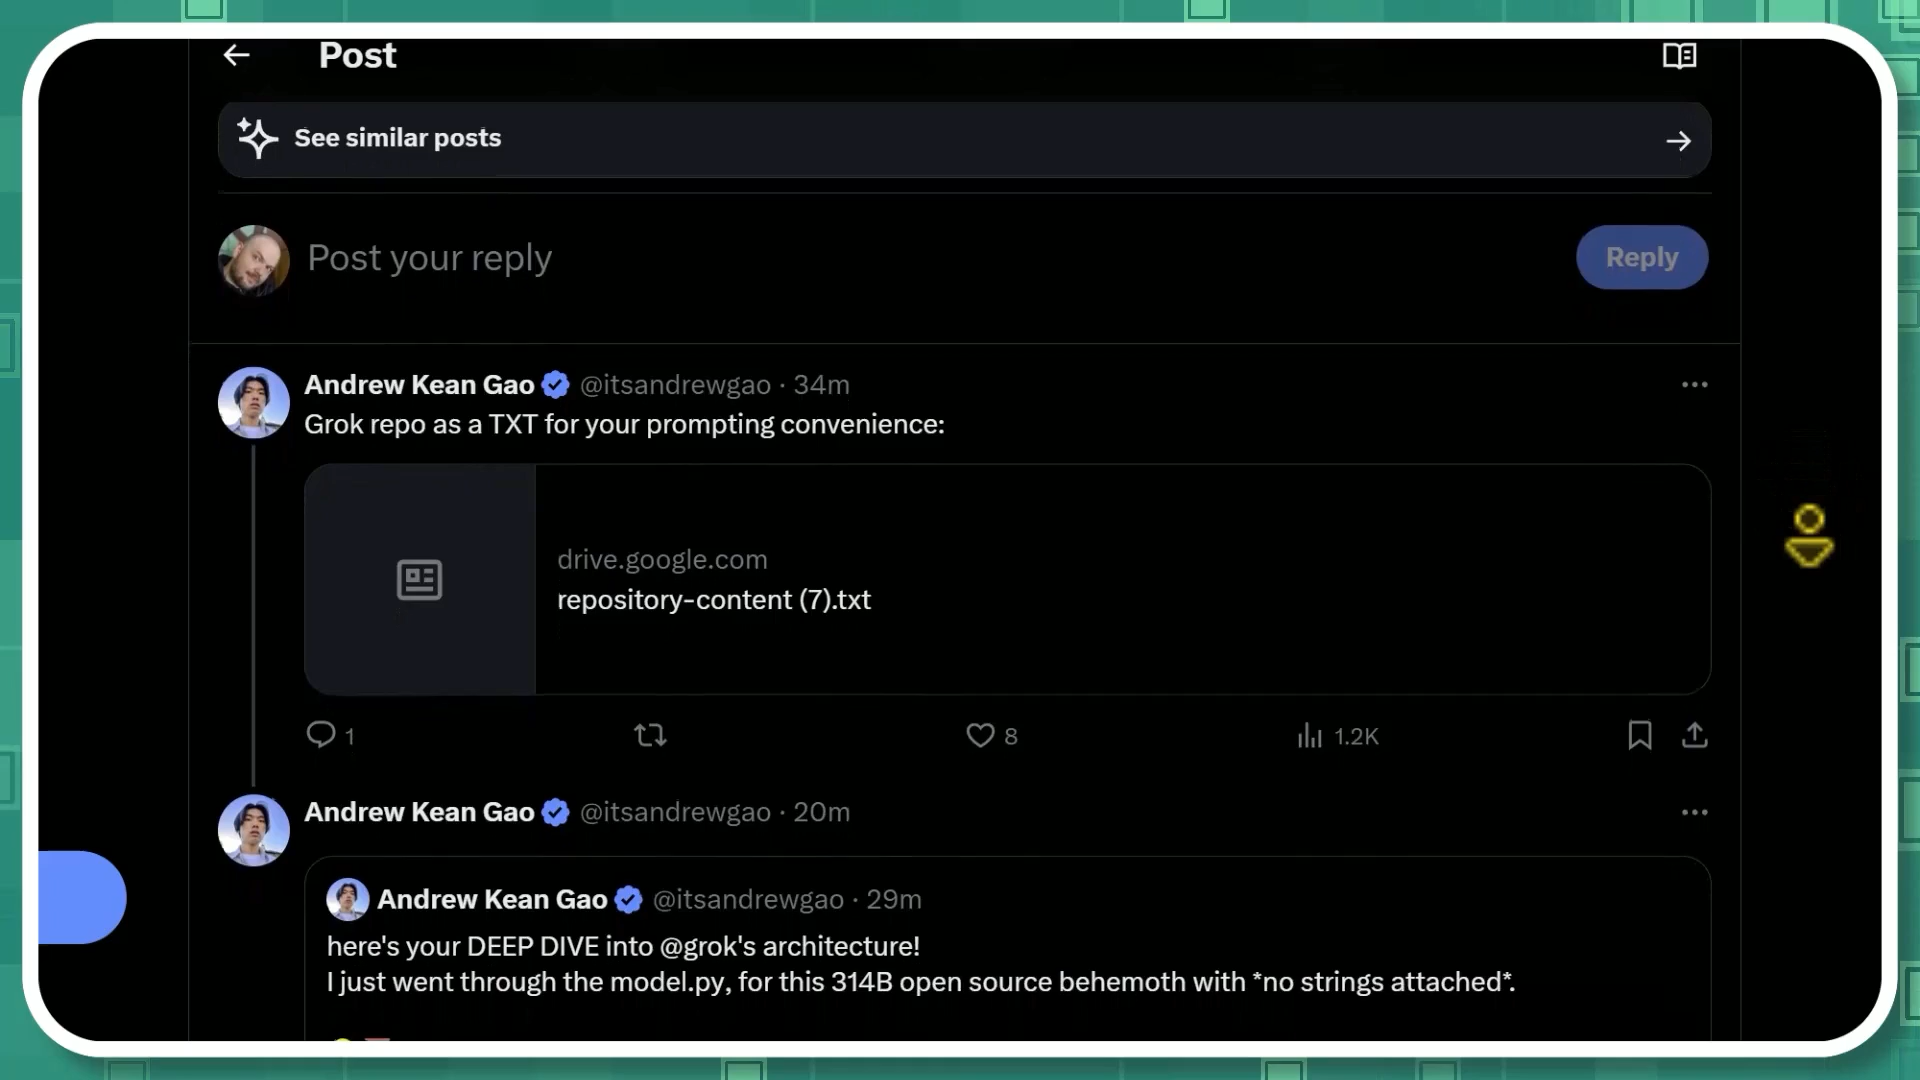 Post
See similar posts
Post your reply
Reply
Andrew Kean Gao @itsandrewgao · 34m
Grok repo as a TXT for your prompting convenience:
drive.google.com
repository-content (7).txt
1
8
1.2K
Andrew Kean Gao @itsandrewgao · 20m
Andrew Kean Gao @itsandrewgao · 29m
here's your DEEP DIVE into @grok's architecture!
I just went through the model.py, for this 314B open source behemoth with *no strings attached*.